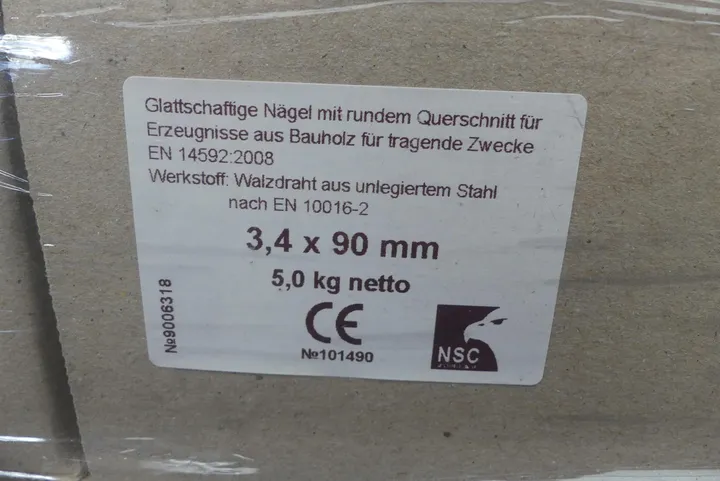 Glattschaftige Nägel mit rundem Querschnitt für
Erzeugnisse aus Bauholz für tragende Zwecke
EN 14592:2008
Werkstoff: Walzdraht aus unlegiertem Stahl
nach EN 10016-2
3,4 x 90 mm
5,0 kg netto
CE
№101490
№9006318
NSC